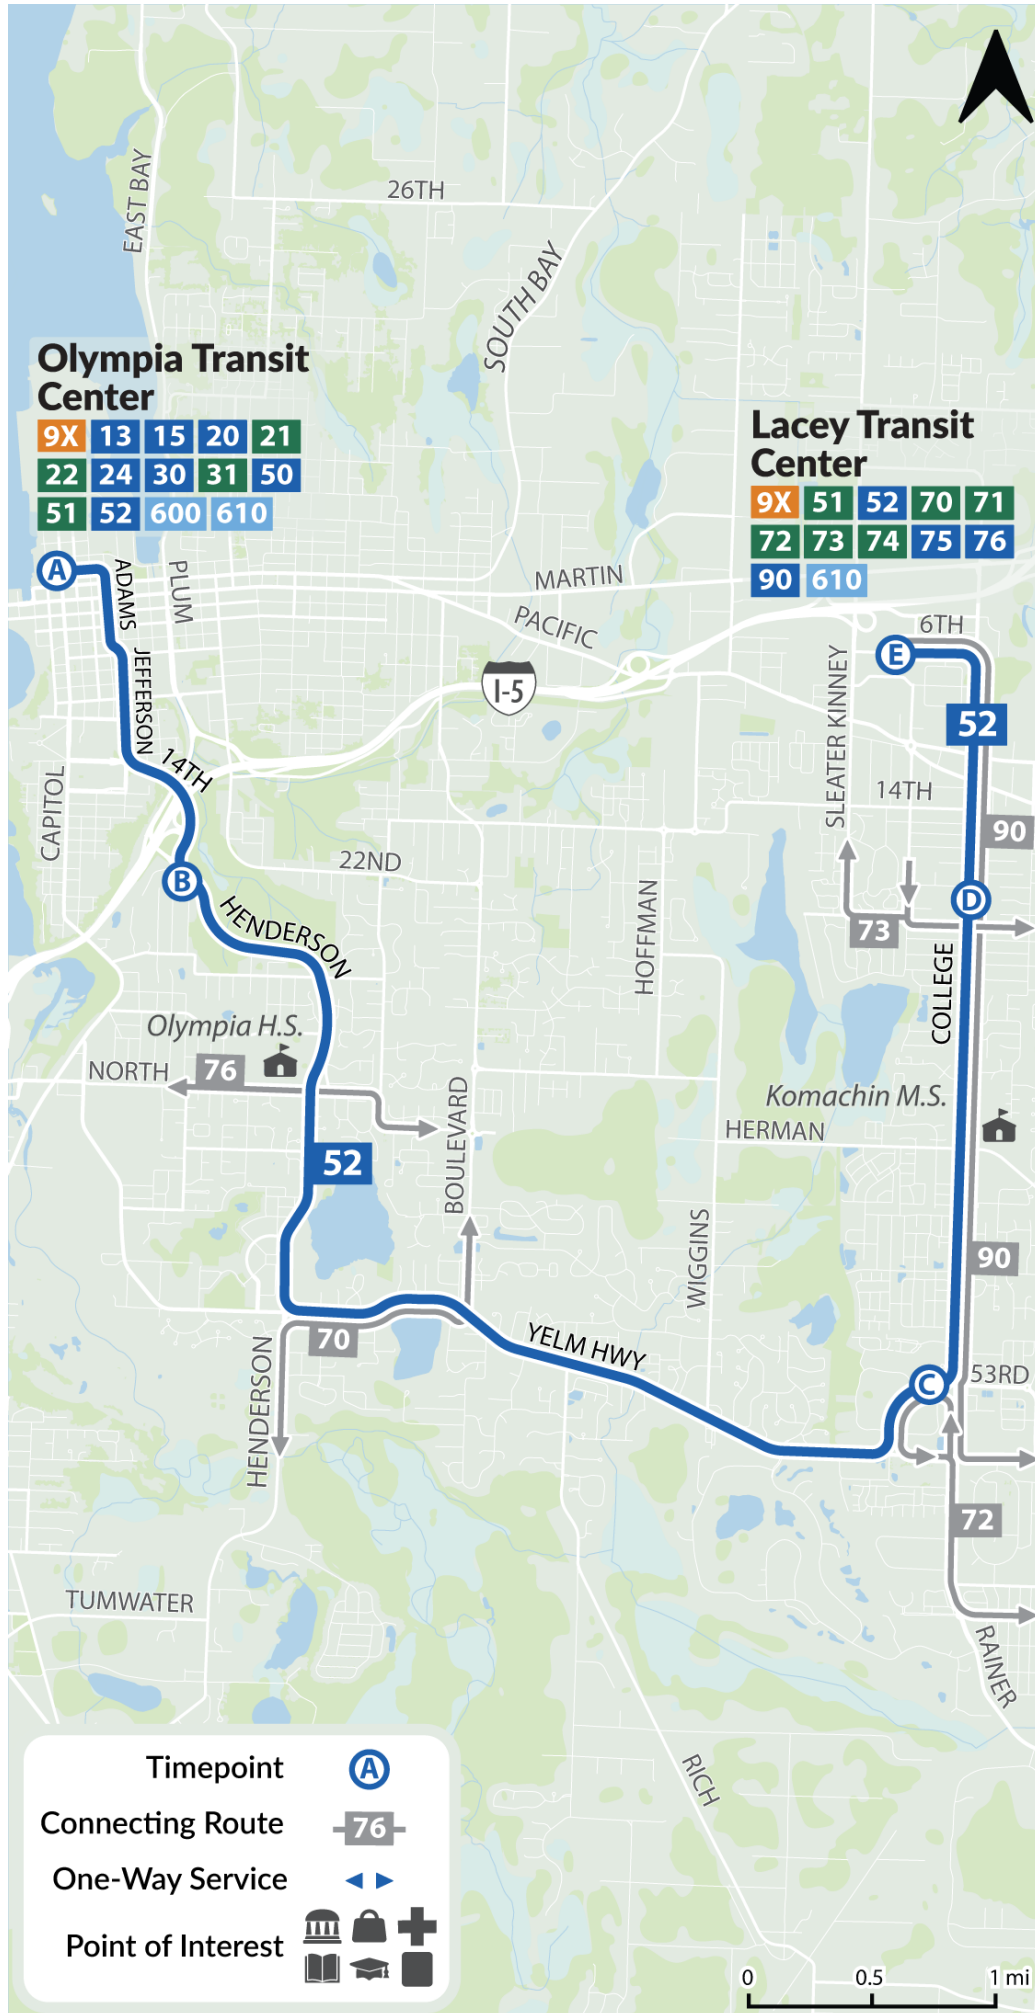 EAST BAY
26TH
SOUTH BAY
Olympia Transit
Center
9X 13 15 20 21
22 24 30 31 50
51 52 600 610
Lacey Transit
Center
9X 51 52 70 71
72 73 74 75 76
90 610
A
ADAMS
PLUM
MARTIN
PACIFIC
6TH
E
JEFFERSON
I-5
SLEATER KINNEY
52
14TH
CAPITOL
14TH
90
22ND
B
HENDERSON
HOFFMAN
D
73
COLLEGE
Olympia H.S.
NORTH
76
BOULEVARD
Komachin M.S.
HERMAN
52
WIGGINS
90
70
YELM HWY
HENDERSON
C
53RD
72
TUMWATER
RAINER
RICH
Timepoint A
Connecting Route 76
One-Way Service
Point of Interest
0 0.5 1 mi